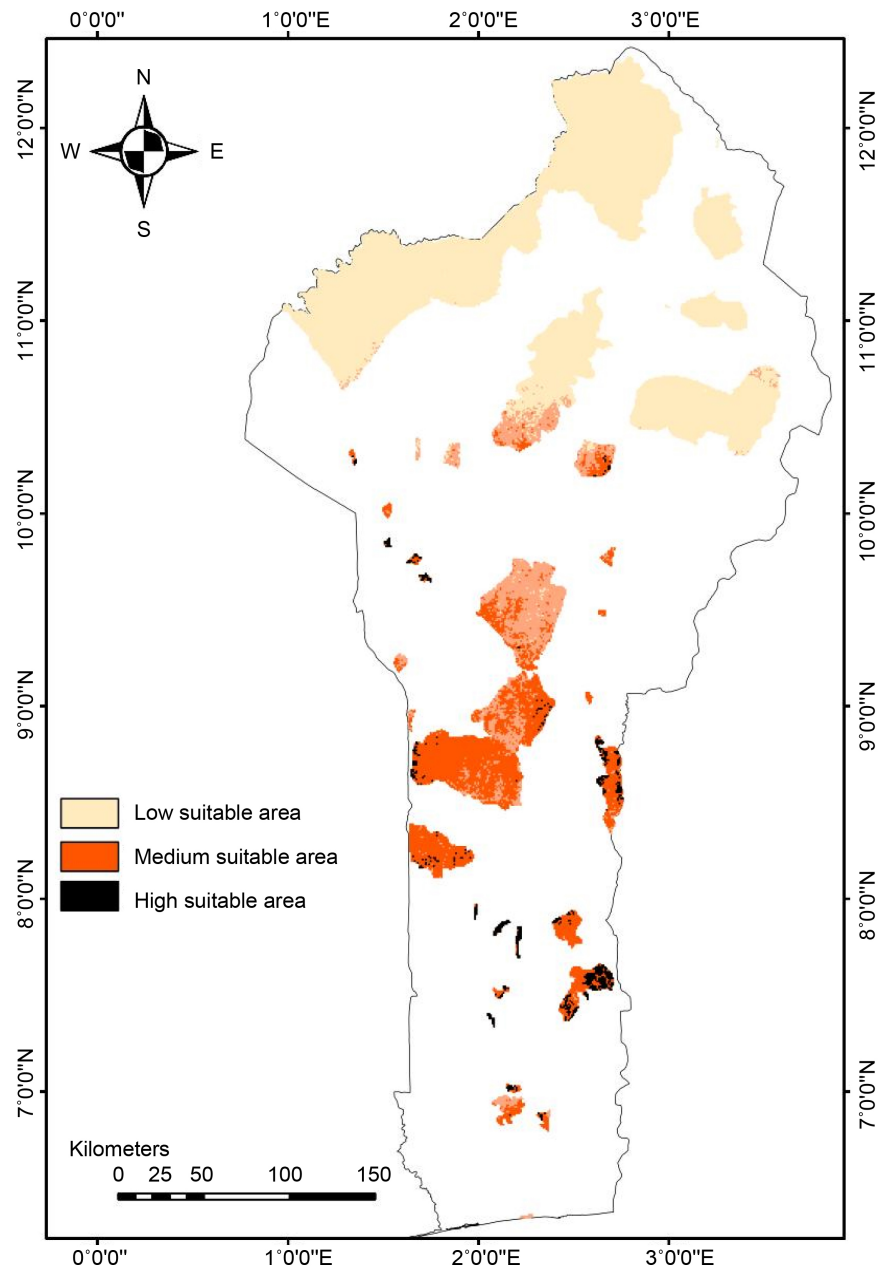 0°0'0" 1°0'0"E 2°0'0"E 3°0'0"E
N
W E
S
12°0'0"N 12°0'0"N
11°0'0"N 11°0'0"N
10°0'0"N 10°0'0"N
9°0'0"N 9°0'0"N
Low suitable area
Medium suitable area
High suitable area
8°0'0"N 8°0'0"N
7°0'0"N 7°0'0"N
Kilometers
0 25 50 100 150
0°0'0" 1°0'0"E 2°0'0"E 3°0'0"E